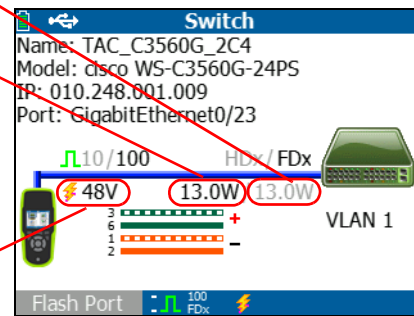 Switch
Name: TAC_C3560G_2C4
Model: cisco WS-C3560G-24PS
IP: 010.248.001.009
Port: GigabitEthernet0/23
10/100 HDx/FDx
48V 13.0W 13.0W
3
6
1
2
+
-
VLAN 1
Flash Port 100 FDx